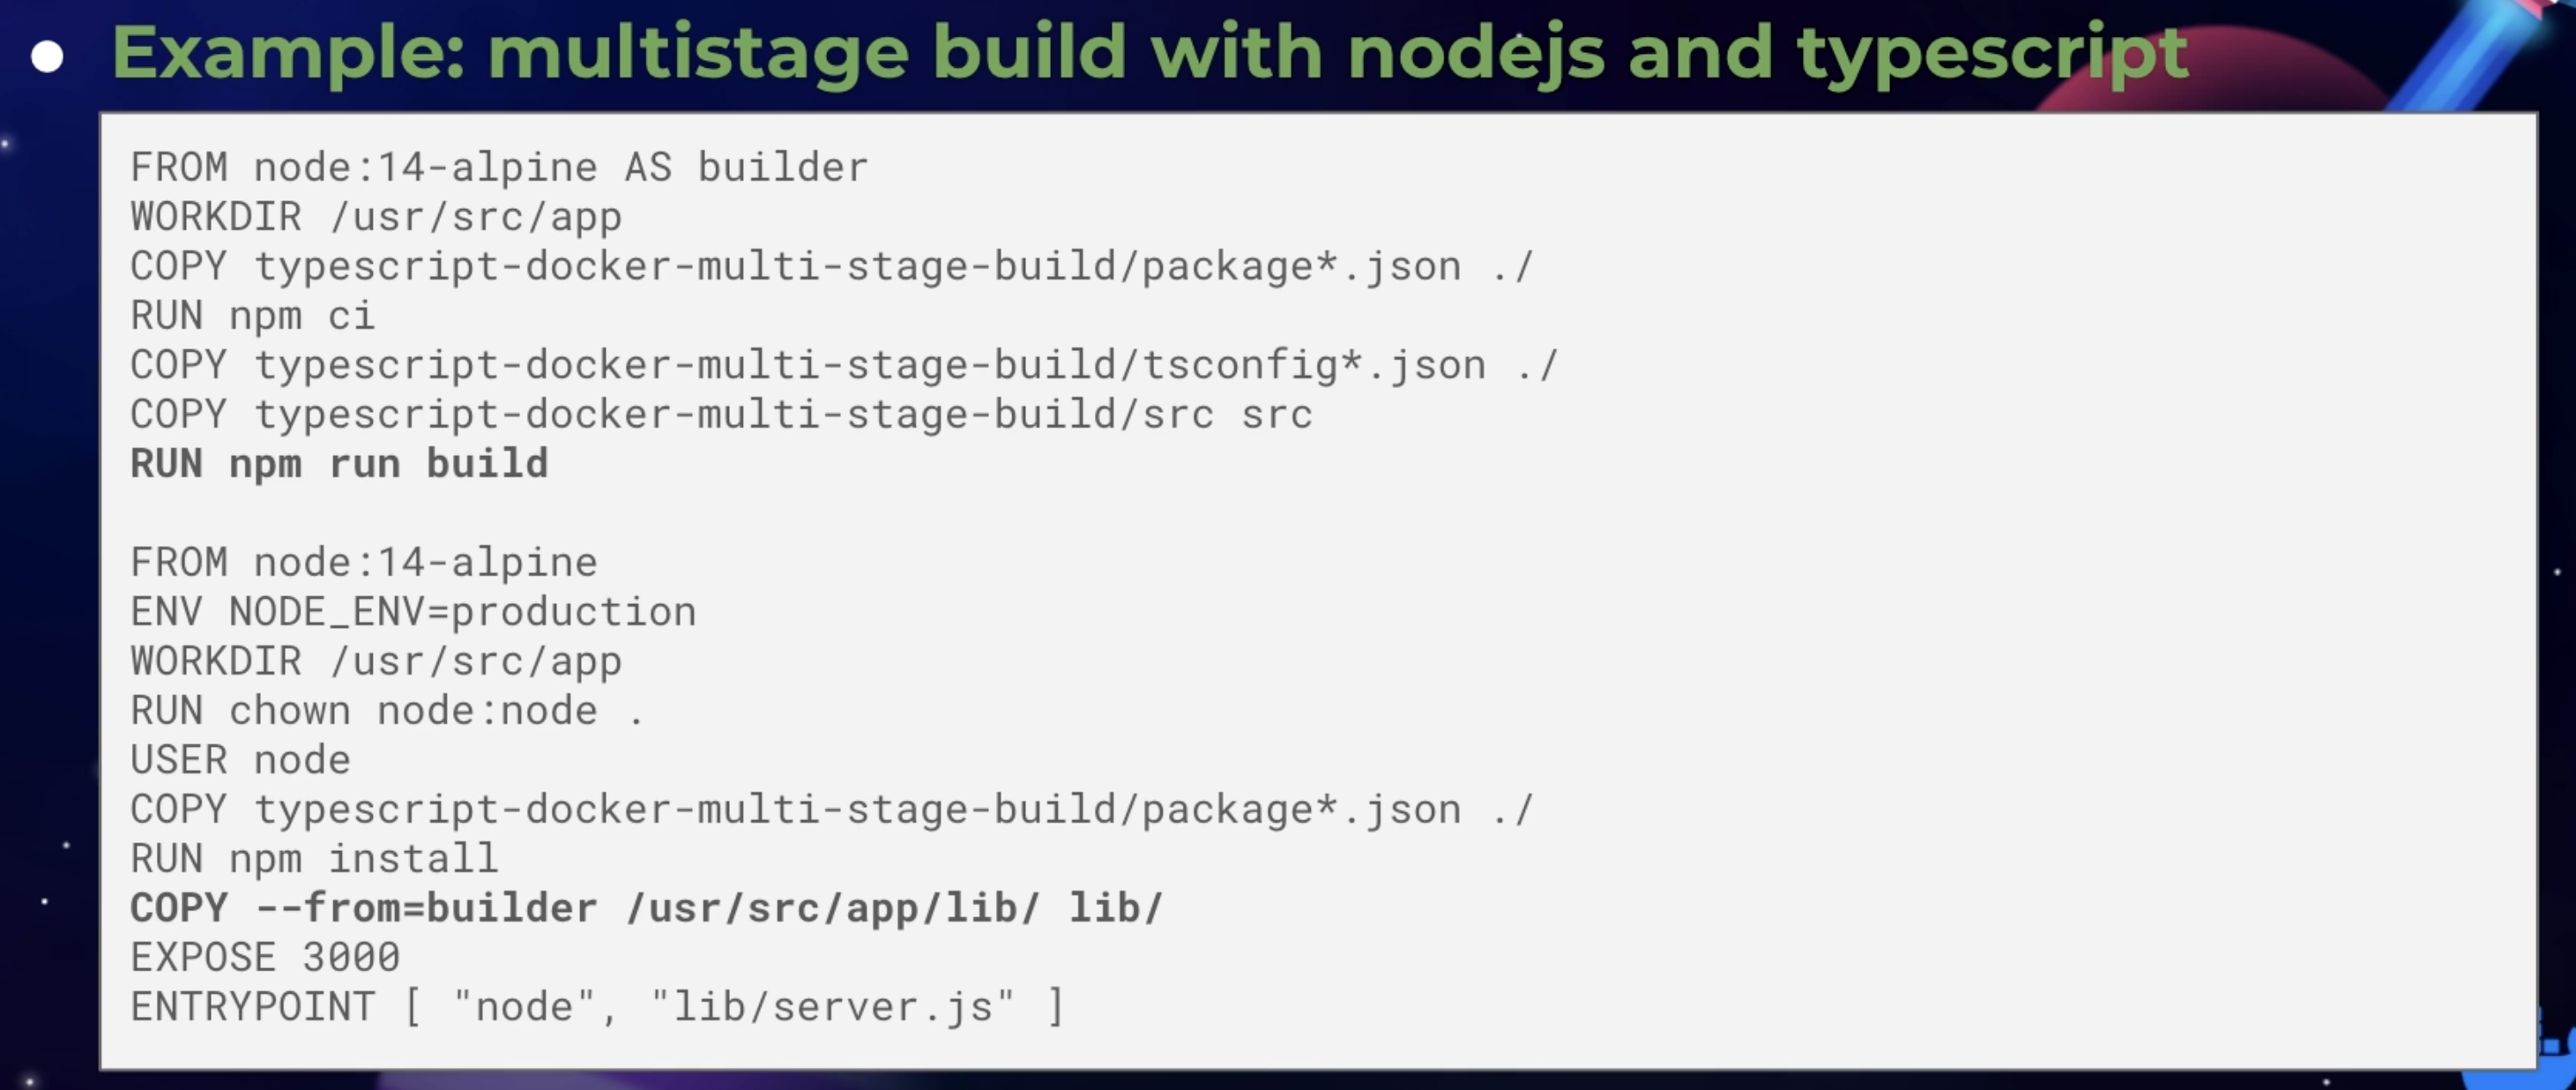 ● Example: multistage build with nodejs and typescript
FROM node:14-alpine AS builder
WORKDIR /usr/src/app
COPY typescript-docker-multi-stage-build/package*.json ./
RUN npm ci
COPY typescript-docker-multi-stage-build/tsconfig*.json ./
COPY typescript-docker-multi-stage-build/src src
RUN npm run build

FROM node:14-alpine
ENV NODE_ENV=production
WORKDIR /usr/src/app
RUN chown node:node .
USER node
COPY typescript-docker-multi-stage-build/package*.json ./
RUN npm install
COPY --from=builder /usr/src/app/lib/ lib/
EXPOSE 3000
ENTRYPOINT [ "node", "lib/server.js" ]